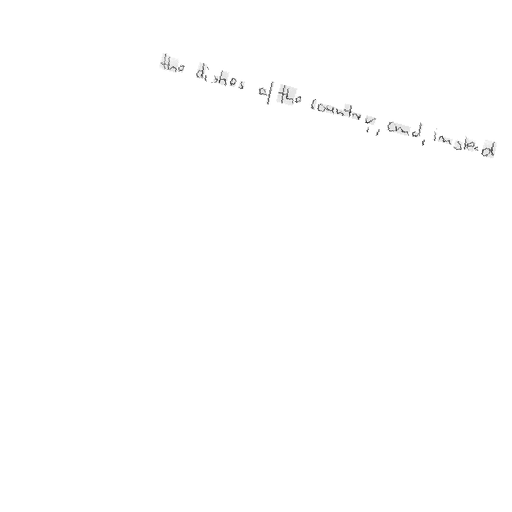 the dishes of the country, and, instead